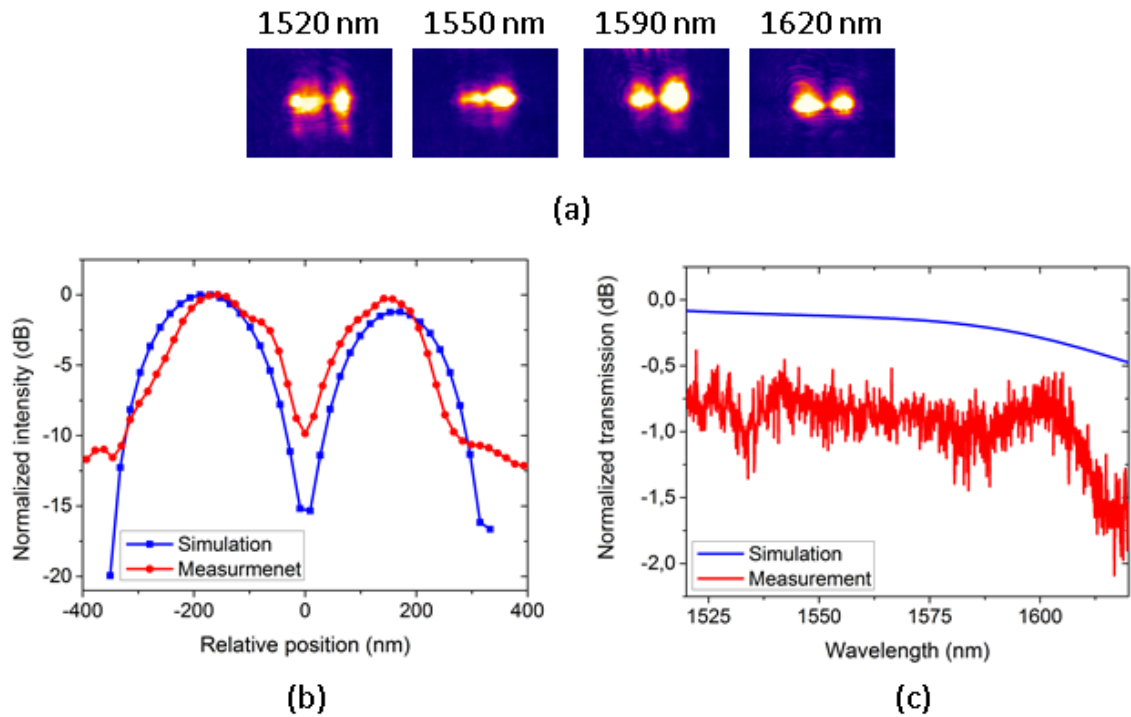 1520 nm 1550 nm 1590 nm 1620 nm
(a)
Normalized intensity (dB)
0
-5
-10
-15
-20
-400 -200 0 200 400
Relative position (nm)
Simulation
Measurmenet
(b)
Normalized transmission (dB)
0,0
-0,5
-1,0
-1,5
-2,0
1525 1550 1575 1600
Wavelength (nm)
Simulation
Measurement
(c)